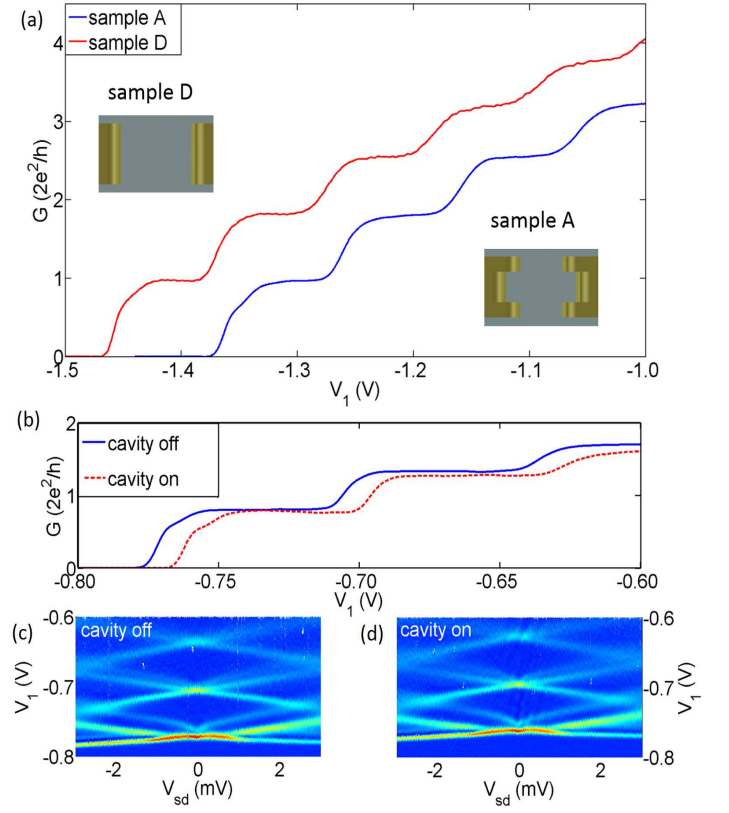 (a)
sample A
sample D
sample D
sample A
G (2e²/h)
4
3
2
1
0
-1.5 -1.4 -1.3 -1.2 -1.1 -1.0
V₁ (V)
(b)
cavity off
cavity on
G (2e²/h)
2
1
0
-0.80 -0.75 -0.70 -0.65 -0.60
V₁ (V)
(c)
cavity off
V₁ (V)
-0.6
-0.7
-0.8
-2 0 2
Vsd (mV)
(d)
cavity on
-0.6
-0.7
-0.8
V₁ (V)
-2 0 2
Vsd (mV)